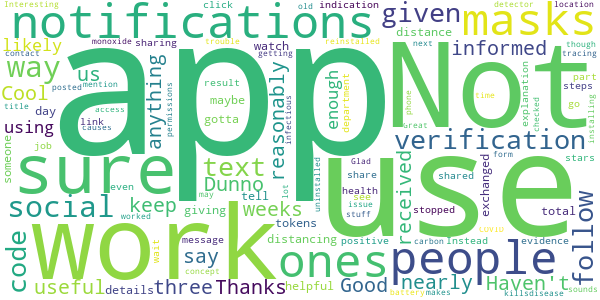 Interesting
click
old
indication
detector
location
notifications
given
masks
monoxide
sharing
trouble
reinstalled
distance
likely
way
us
watch
getting
next
though
tracing
contact
posted
mention
result
enough
department
app
Not
informed
Cool
anything
permissions
maybe
reasonably
phone
explanation
part
steps
title
access
gotta
infectious
time
checked
go
installing
using
day
link
causes
great
someone
job
text
Glad
verification
sure
even
Dunno
uninstalled
share
shared
form
stars
may
lot
health
see
received
exchanged
use
social
keep
tell
weeks
issue
stuff
stopped
total
follow
worked
giving
tokens
positive
carbon
Instead
evidence
code
work
wait
message
distancing
people
nearly
Haven't
say
ones
concept
useful
details
three
Thanks
helpful
Good
battery
makes
killsdisease
sounds